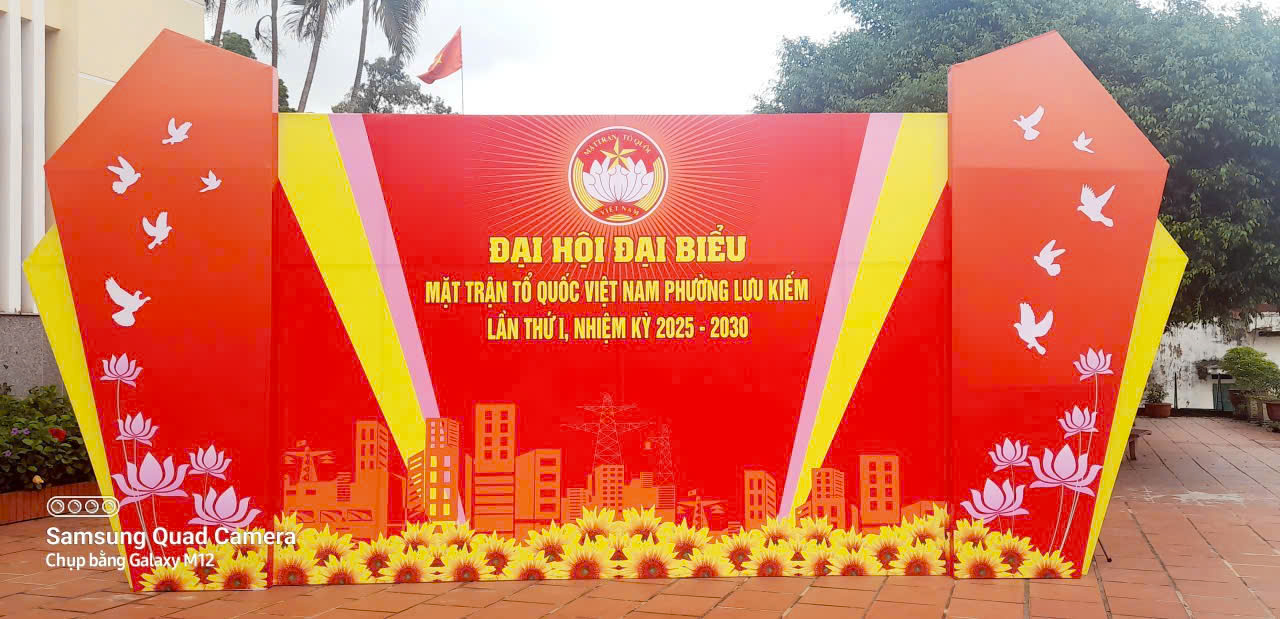 MẶT TRẬN TỔ QUỐC
VIỆT NAM
ĐẠI HỘI ĐẠI BIỂU
MẶT TRẬN TỔ QUỐC VIỆT NAM PHƯỜNG LƯU KIẾM
LẦN THỨ I, NHIỆM KỲ 2025 - 2030
Samsung Quad Camera
Chụp bằng Galaxy M12